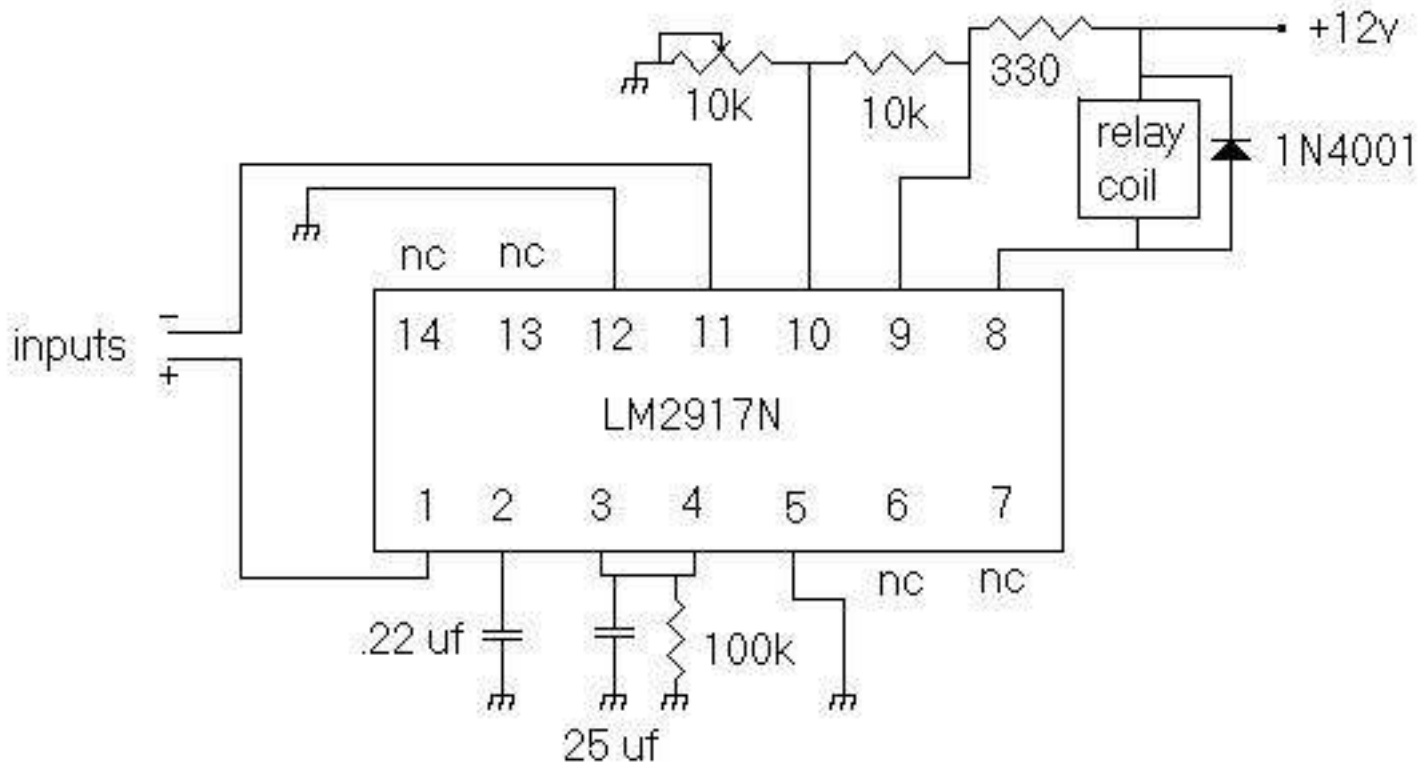 +12v
330
10k
10k
relay
coil
1N4001
nc
nc
inputs
-
+
14
13
12
11
10
9
8
LM2917N
1
2
3
4
5
6
7
nc
nc
.22 uf
100k
25 uf